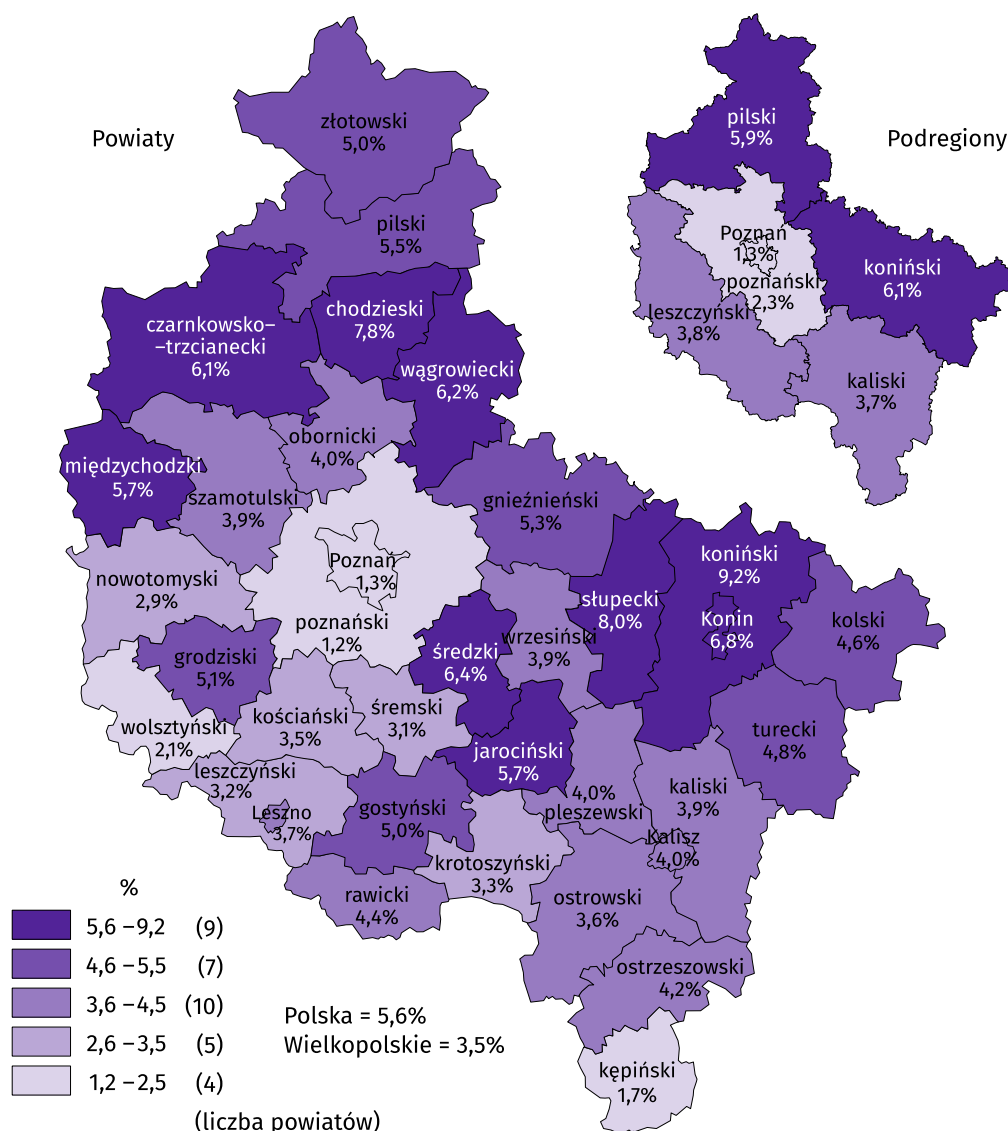 Powiaty
złotowski
5,0%
pilski
5,5%
czarnkowsko–
–trzcianecki
6,1%
chodzieski
7,8%
wągrowiecki
6,2%
międzychodzki
5,7%
szamotulski
3,9%
obornicki
4,0%
gnieźnieński
5,3%
nowotomyski
2,9%
Poznań
1,3%
poznański
1,2%
grodziski
5,1%
wolsztyński
2,1%
kościański
3,5%
śremski
3,1%
średzki
6,4%
wrzesiński
3,9%
słupecki
8,0%
koniński
9,2%
Konin
6,8%
kolski
4,6%
turecki
4,8%
jarociński
5,7%
leszczyński
3,2%
Leszno
3,7%
gostyński
5,0%
4,0%
pleszewski
kaliski
3,9%
Kalisz
4,0%
krotoszyński
3,3%
rawicki
4,4%
ostrowski
3,6%
ostrzeszowski
4,2%
kępiński
1,7%
Podregiony
pilski
5,9%
Poznań
1,3%
poznański
2,3%
koniński
6,1%
leszczyński
3,8%
kaliski
3,7%
%
5,6 –9,2 (9)
4,6 –5,5 (7)
3,6 –4,5 (10)
2,6 –3,5 (5)
1,2 –2,5 (4)
(liczba powiatów)
Polska = 5,6%
Wielkopolskie = 3,5%